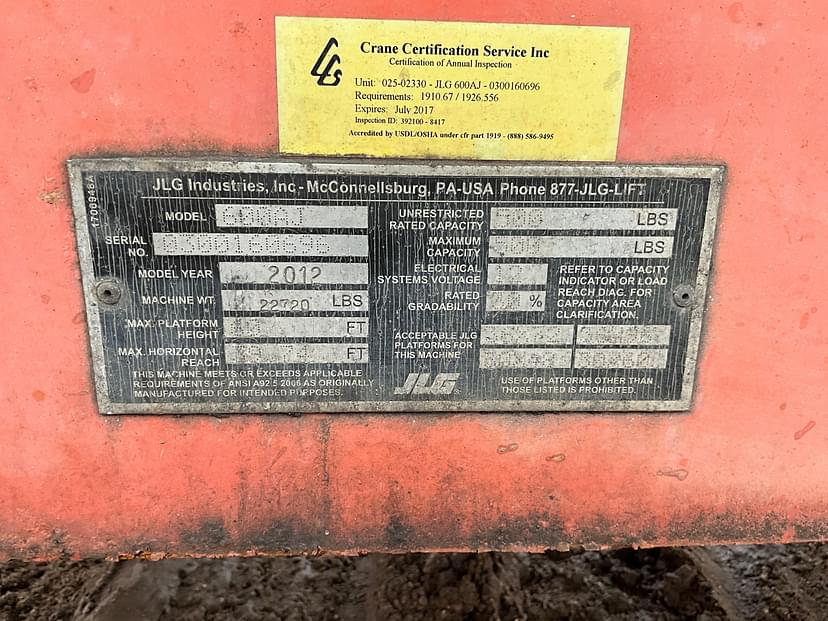 CCS
Crane Certification Service Inc
Certification of Annual Inspection
Unit: 025-02330 - JLG 600AJ - 0300160696
Requirements: 1910.67 / 1926.556
Expires: July 2017
Inspection ID: 392100 - 8417
Accredited by USDL/OSHA under cfr part 1919 - (888) 586-9495
1706948A
JLG Industries, Inc - McConnellsburg, PA-USA Phone 877-JLG-LIFT
MODEL 600AJ
SERIAL NO. 0300160696
MODEL YEAR 2012
MACHINE WT. 22720 LBS
MAX. PLATFORM HEIGHT FT
MAX. HORIZONTAL REACH FT
THIS MACHINE MEETS OR EXCEEDS APPLICABLE
REQUIREMENTS OF ANSI A92.5 2006 AS ORIGINALLY
MANUFACTURED FOR INTENDED PURPOSES.
UNRESTRICTED
RATED CAPACITY LBS
MAXIMUM
CAPACITY LBS
ELECTRICAL
SYSTEMS VOLTAGE
RATED
GRADABILITY %
REFER TO CAPACITY
INDICATOR OR LOAD
REACH DIAG. FOR
CAPACITY AREA
CLARIFICATION.
ACCEPTABLE JLG
PLATFORMS FOR
THIS MACHINE
JLG
USE OF PLATFORMS OTHER THAN
THOSE LISTED IS PROHIBITED.